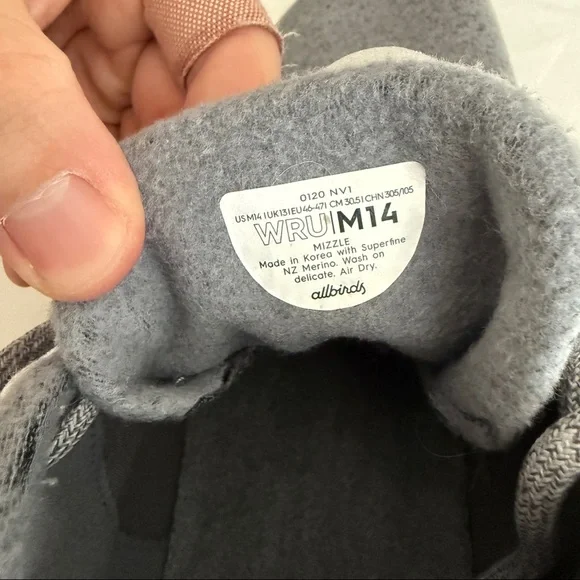 0120 NV1
US M14 | UK 13 | EU 46-47 | CM 30.5 | CHN 305/105
WRU|M14
MIZZLE
Made in Korea with Superfine
NZ Merino. Wash on
delicate. Air Dry.
allbirds